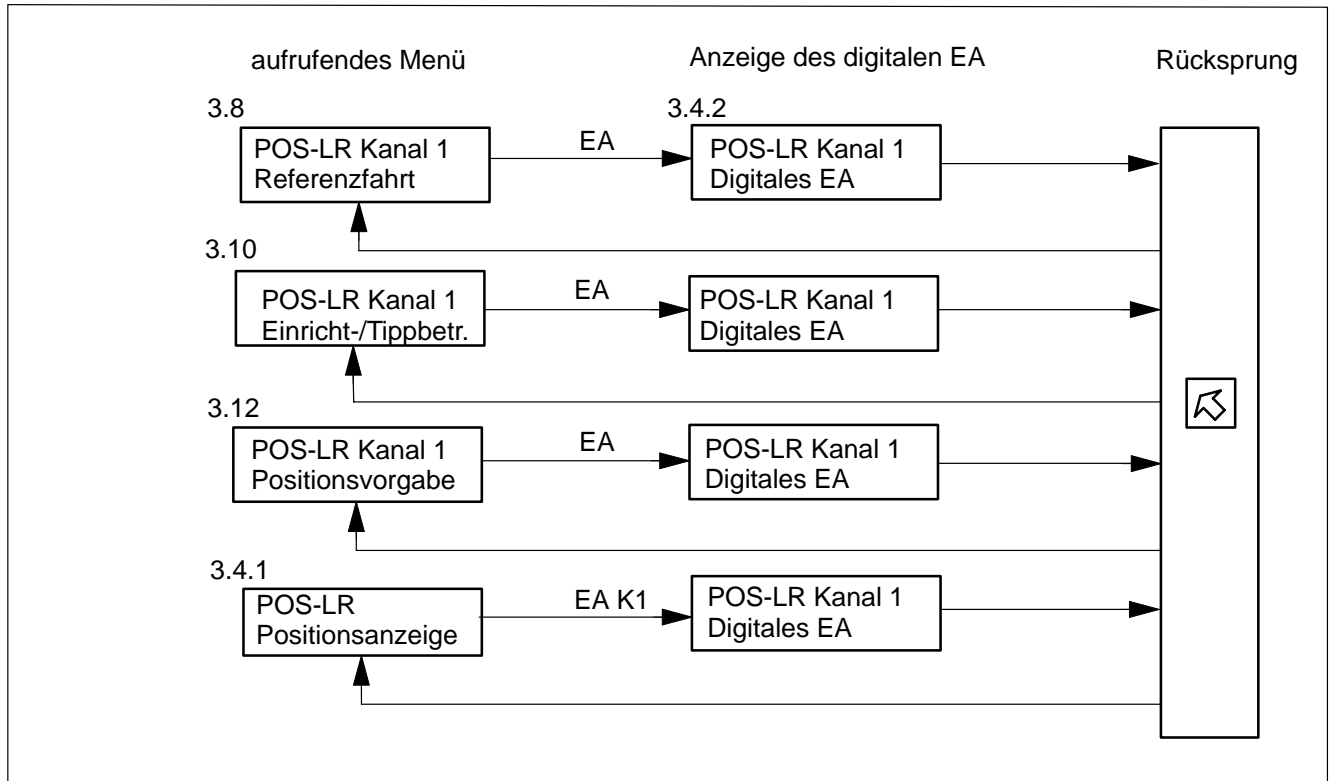 aufrufendes Menü
Anzeige des digitalen EA
Rücksprung
3.8
3.4.2
POS-LR Kanal 1
Referenzfahrt
EA
POS-LR Kanal 1
Digitales EA
3.10
POS-LR Kanal 1
Einricht-/Tippbetr.
EA
POS-LR Kanal 1
Digitales EA
3.12
POS-LR Kanal 1
Positionsvorgabe
EA
POS-LR Kanal 1
Digitales EA
3.4.1
POS-LR
Positionsanzeige
EA K1
POS-LR Kanal 1
Digitales EA